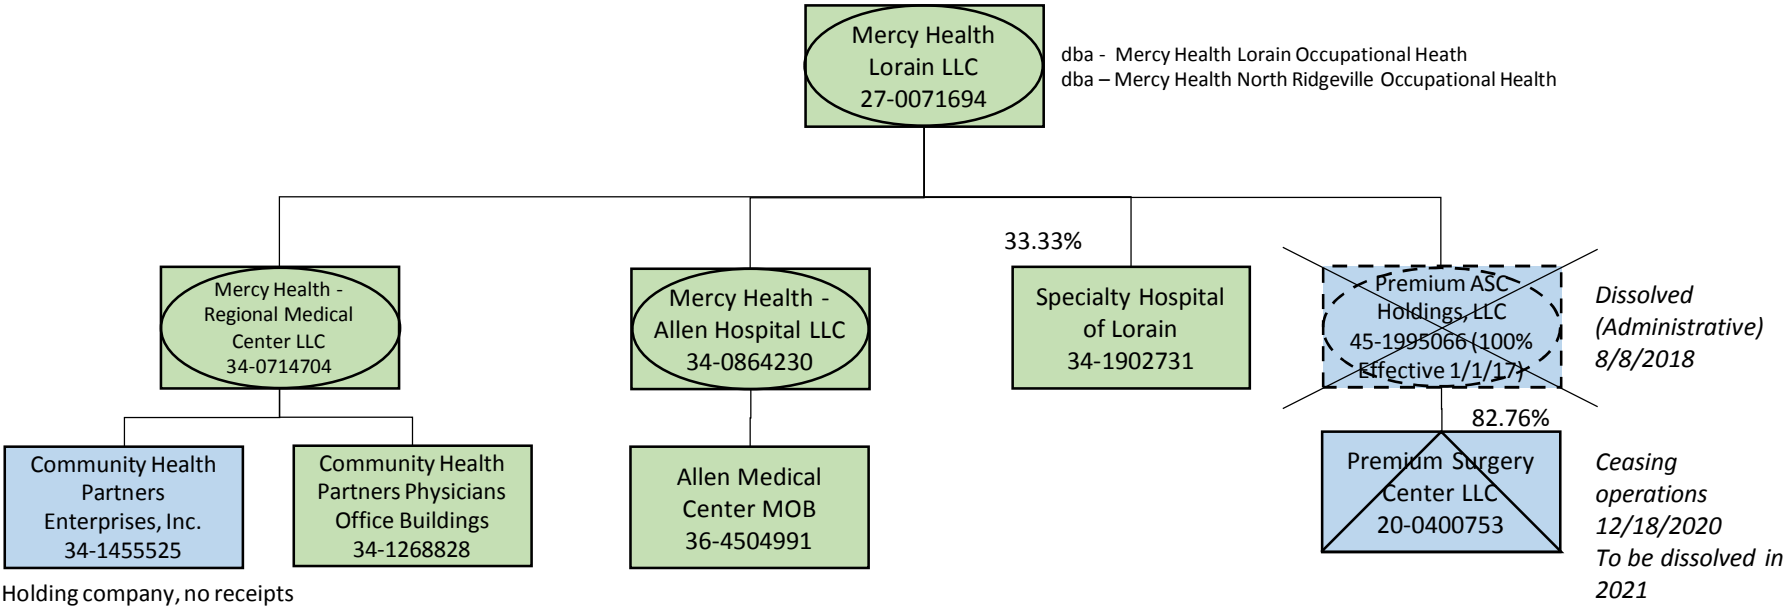 Mercy Health
Lorain LLC
27-0071694
dba - Mercy Health Lorain Occupational Heath
dba – Mercy Health North Ridgeville Occupational Health
33.33%
Mercy Health -
Regional Medical
Center LLC
34-0714704
Mercy Health -
Allen Hospital LLC
34-0864230
Specialty Hospital
of Lorain
34-1902731
Premium ASC
Holdings, LLC
45-1995066 (100%
Effective 1/1/17)
Dissolved
(Administrative)
8/8/2018
82.76%
Community Health
Partners
Enterprises, Inc.
34-1455525
Community Health
Partners Physicians
Office Buildings
34-1268828
Allen Medical
Center MOB
36-4504991
Premium Surgery
Center LLC
20-0400753
Ceasing
operations
12/18/2020
To be dissolved in
2021
Holding company, no receipts